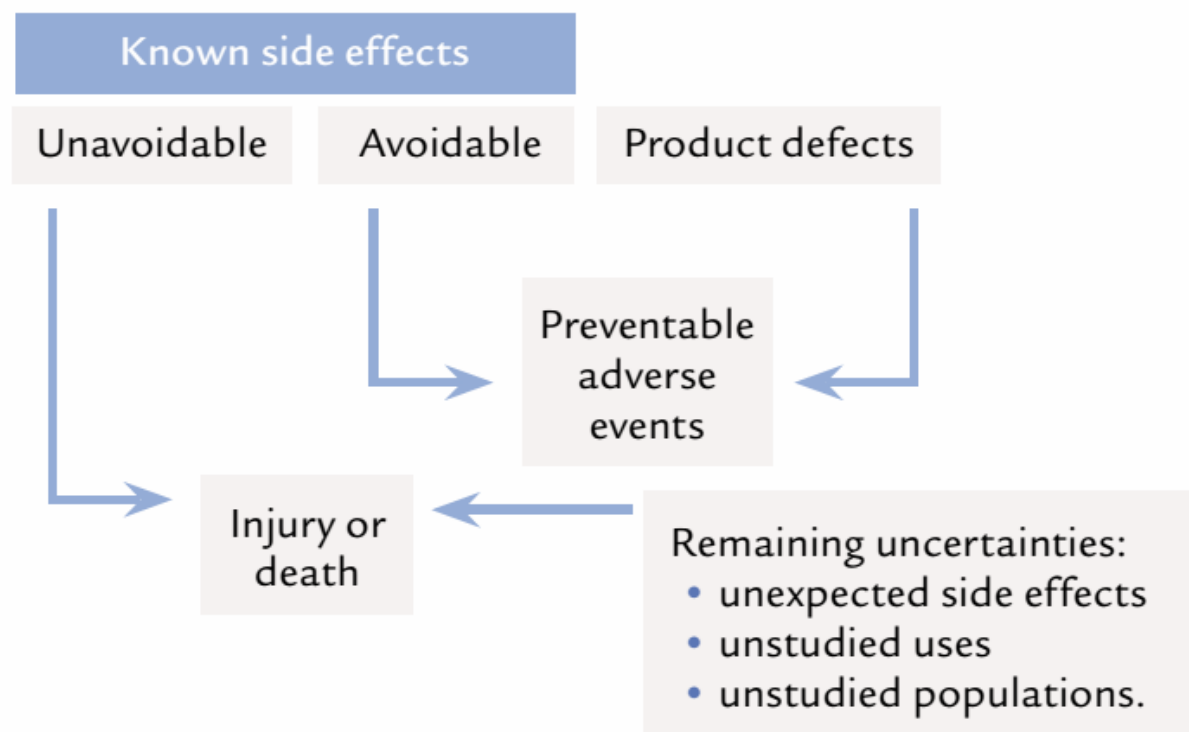 Known side effects
Unavoidable
Avoidable
Product defects
Preventable
adverse
events
Injury or
death
Remaining uncertainties:
• unexpected side effects
• unstudied uses
• unstudied populations.